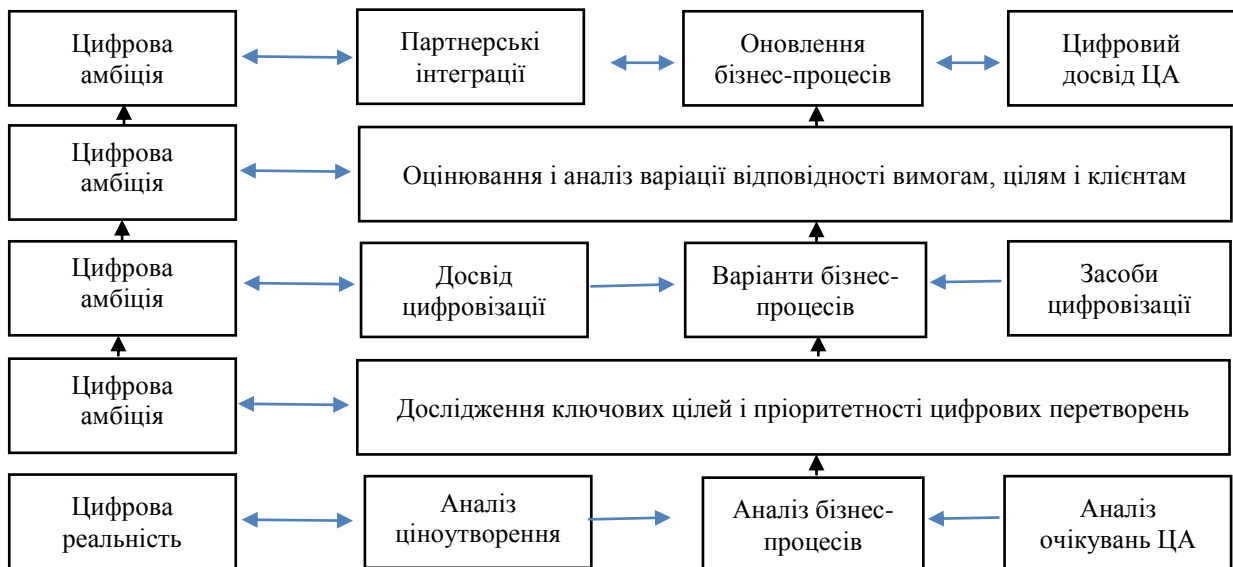 Цифрова
амбіція
Партнерські
інтеграції
Оновлення
бізнес-процесів
Цифровий
досвід ЦА
Цифрова
амбіція
Оцінювання і аналіз варіації відповідності вимогам, цілям і клієнтам
Цифрова
амбіція
Досвід
цифровізації
Варіанти бізнес-
процесів
Засоби
цифровізації
Цифрова
амбіція
Дослідження ключових цілей і пріоритетності цифрових перетворень
Цифрова
реальність
Аналіз
ціноутворення
Аналіз бізнес-
процесів
Аналіз
очікувань ЦА